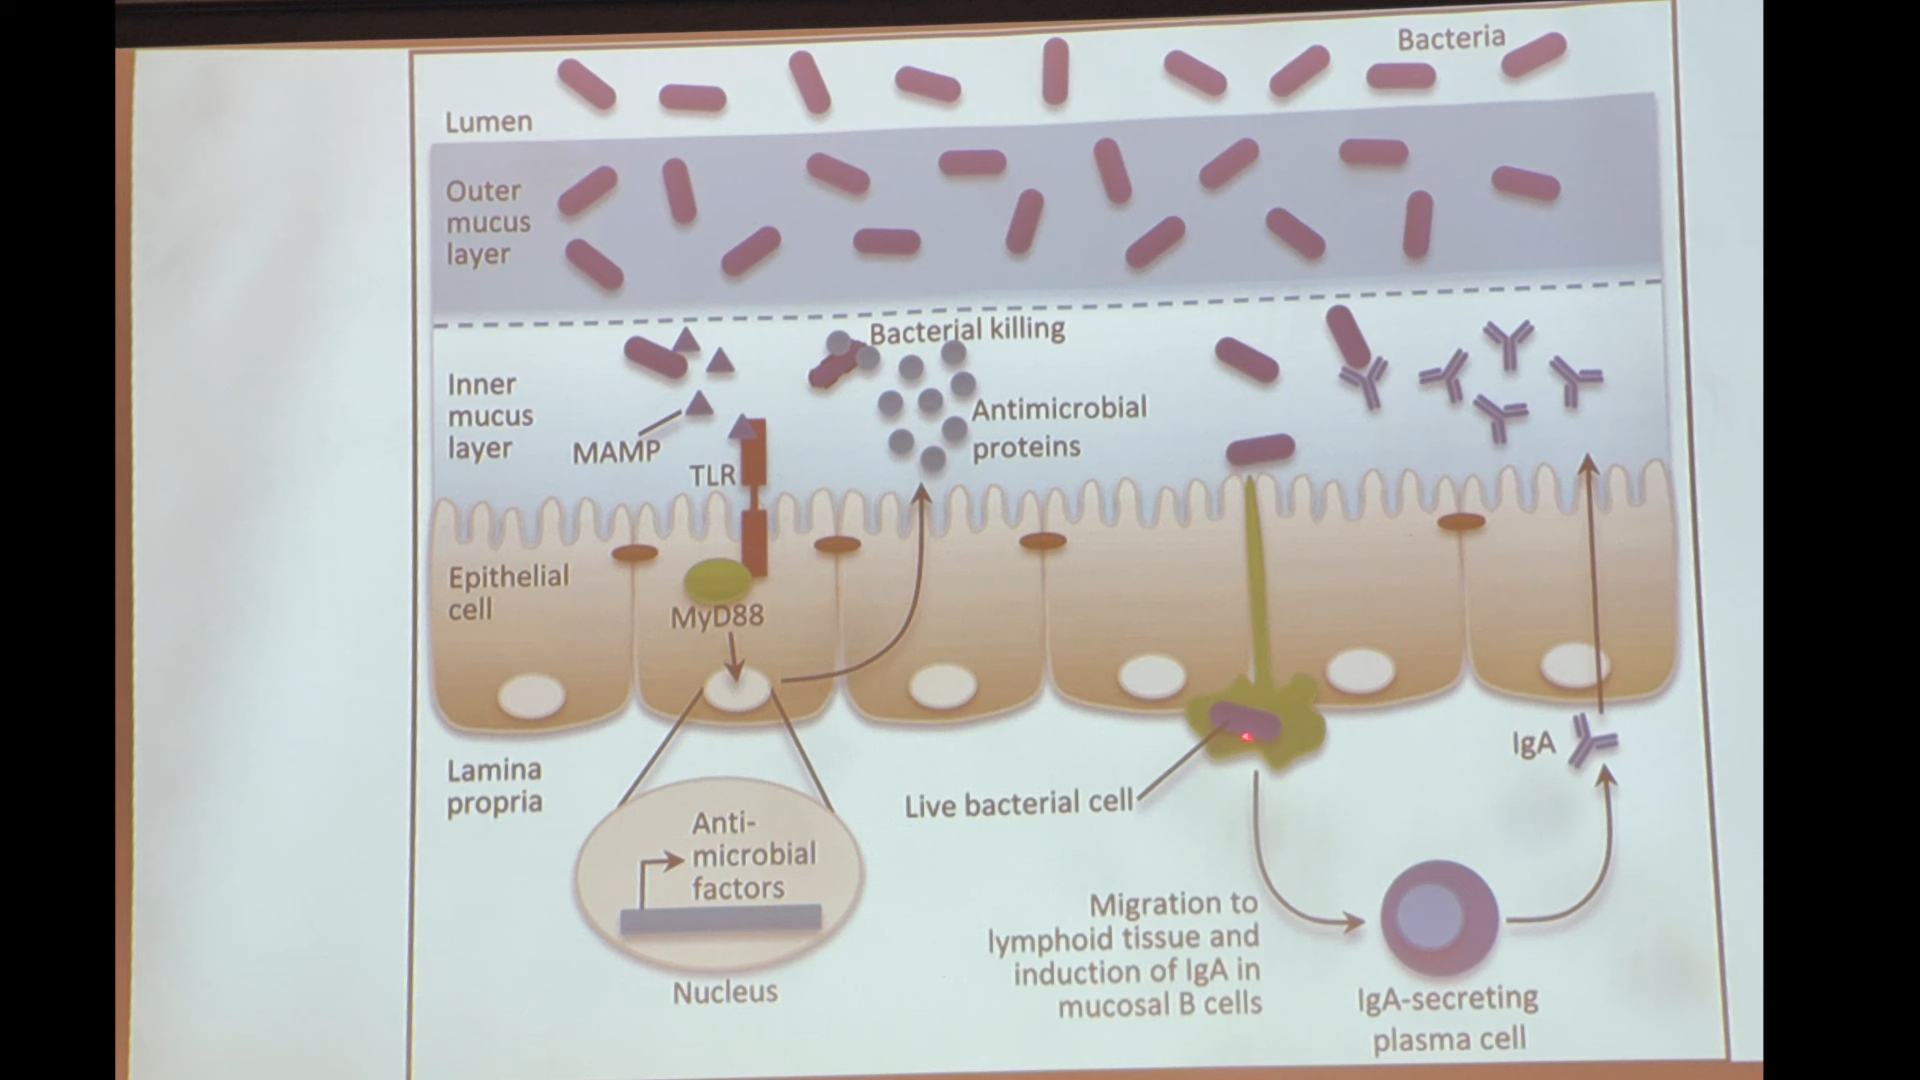 Bacteria
Lumen
Outer
mucus
layer
Bacterial killing
Inner
mucus
layer
MAMP
TLR
Antimicrobial
proteins
Epithelial
cell
MyD88
Lamina
propria
Anti-
microbial
factors
Nucleus
Live bacterial cell
IgA
Migration to
lymphoid tissue and
induction of IgA in
mucosal B cells
IgA-secreting
plasma cell